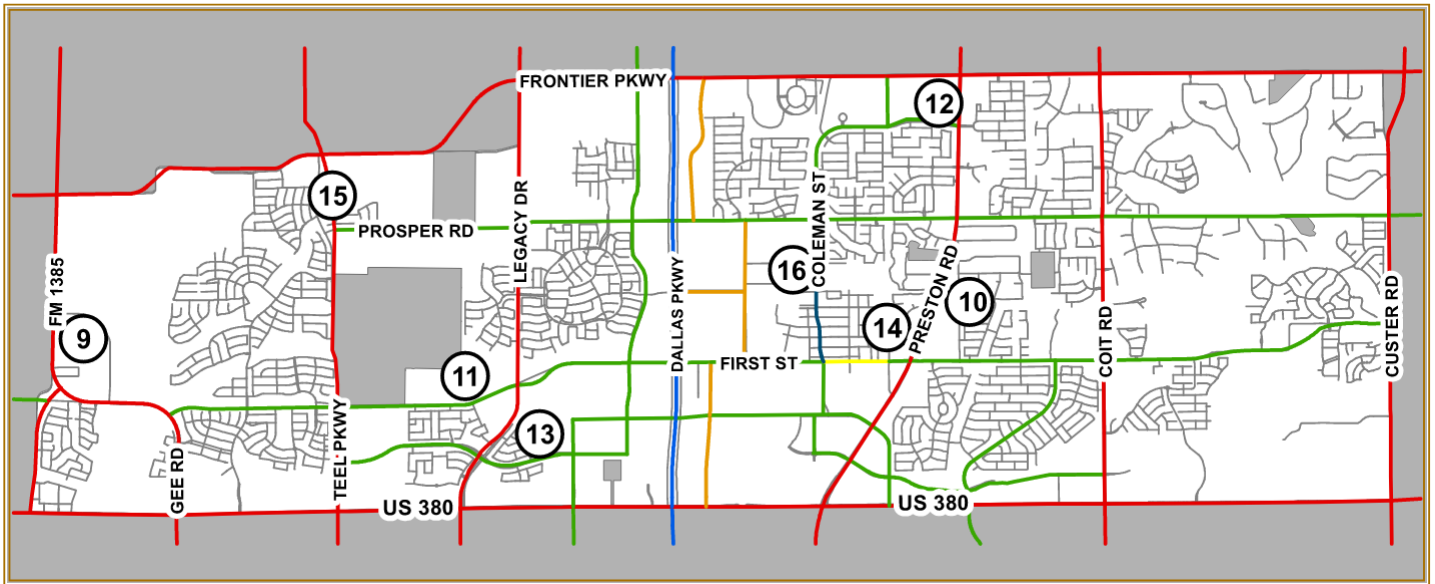 FRONTIER PKWY
12
15
PROSPER RD
LEGACY DR
COLEMAN ST
16
PRESTON RD
10
FM 1385
9
DALLAS PKWY
14
COIT RD
CUSTER RD
FIRST ST
11
13
TEEL PKWY
GEE RD
US 380
US 380